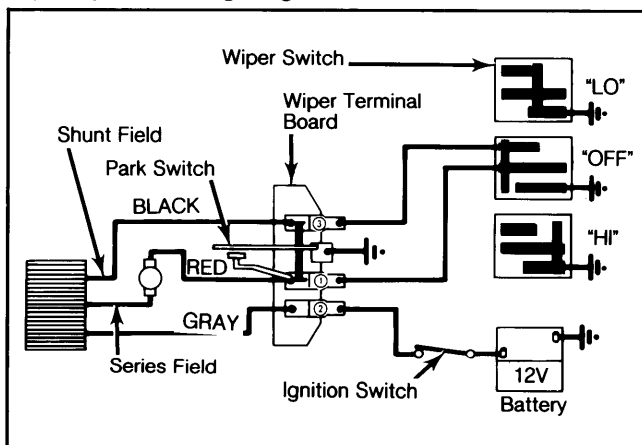 Wiper Switch
"LO"
Wiper Terminal
Board
Shunt Field
Park Switch
"OFF"
BLACK
3
"HI"
RED
1
GRAY
2
Series Field
Ignition Switch
12V
Battery